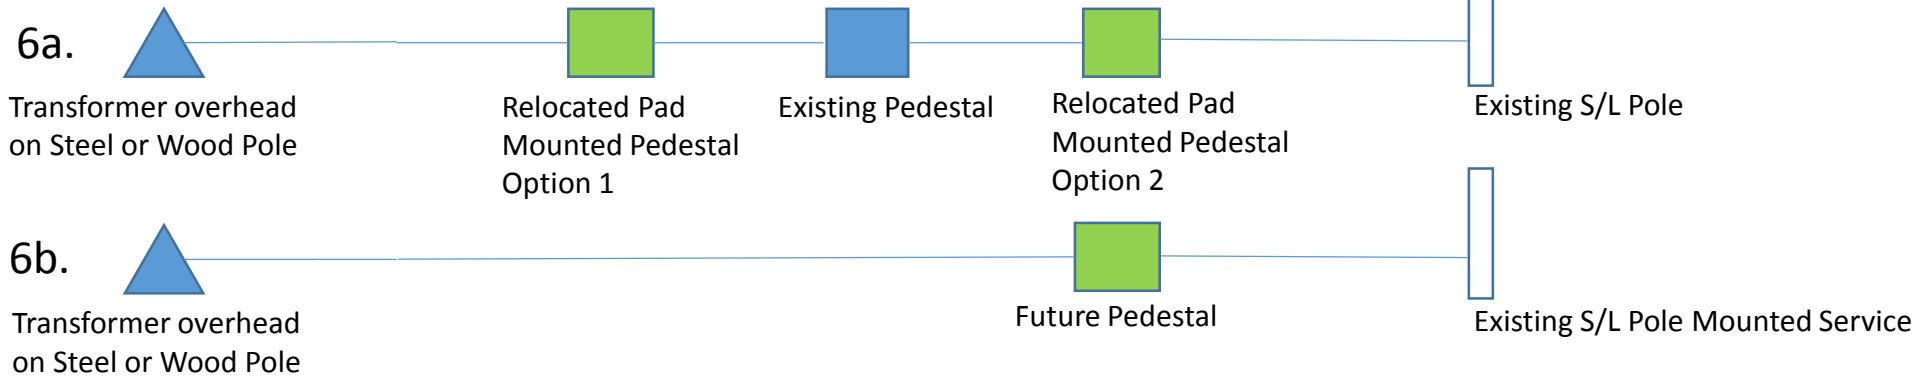 6a.
Transformer overhead
on Steel or Wood Pole
Relocated Pad
Mounted Pedestal
Option 1
Existing Pedestal
Relocated Pad
Mounted Pedestal
Option 2
Existing S/L Pole
6b.
Transformer overhead
on Steel or Wood Pole
Future Pedestal
Existing S/L Pole Mounted Service